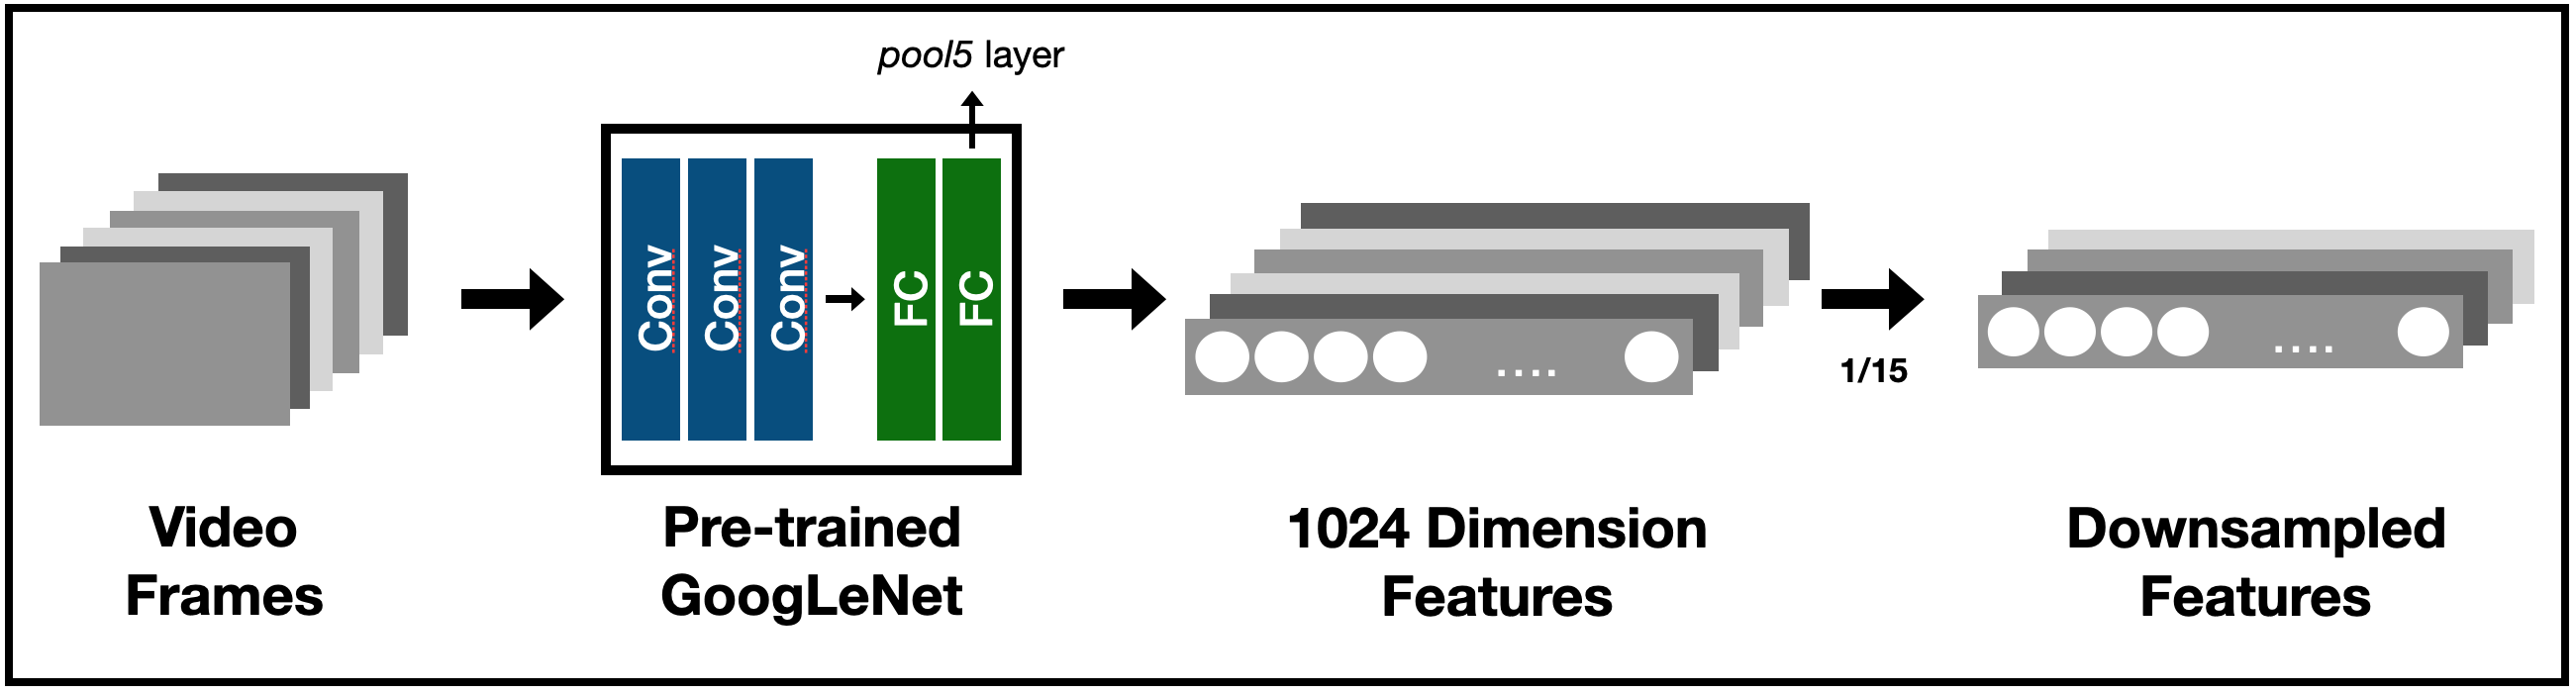 pool5 layer
Conv
Conv
Conv
FC
FC
....
1/15
....
Video
Frames
Pre-trained
GoogLeNet
1024 Dimension
Features
Downsampled
Features